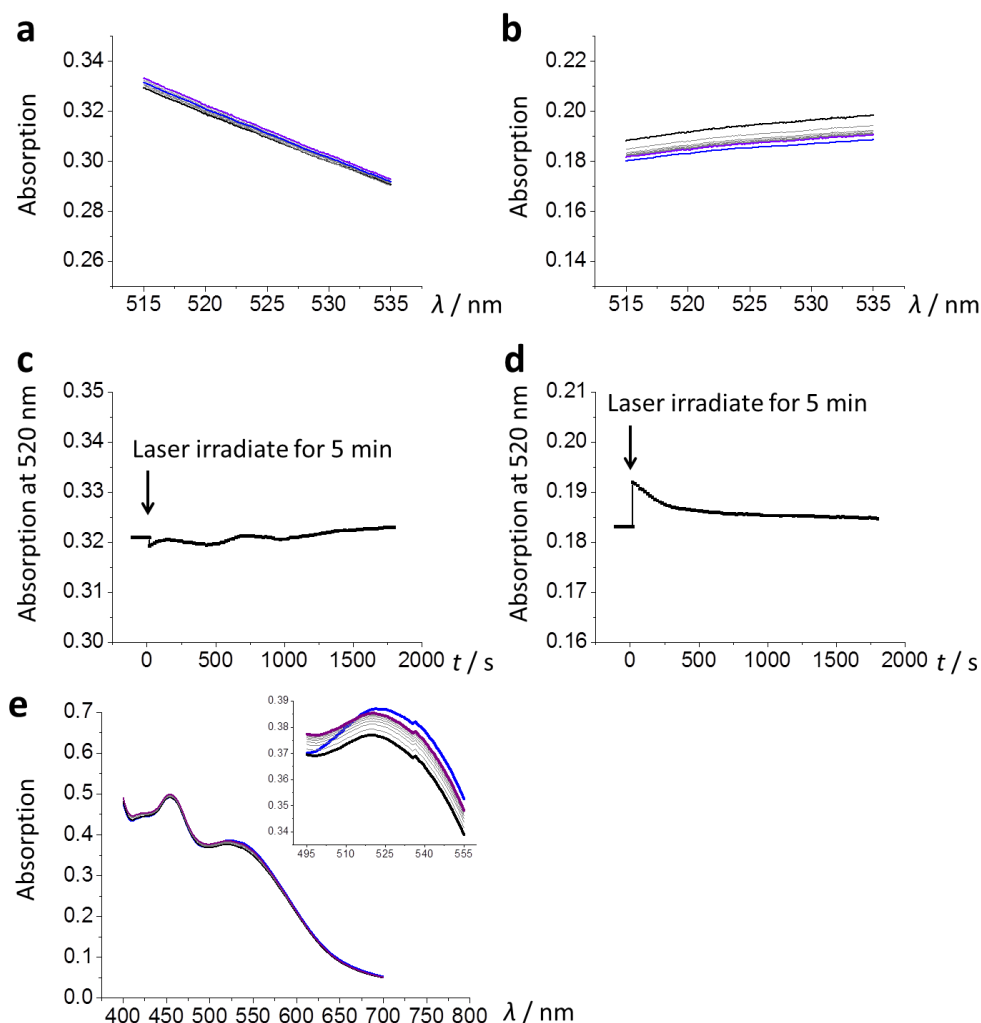 a
Absorption
0.34
0.32
0.30
0.28
0.26
515 520 525 530 535 λ / nm
b
Absorption
0.22
0.20
0.18
0.16
0.14
515 520 525 530 535 λ / nm
c
Absorption at 520 nm
0.35
0.34
0.33
0.32
0.31
0.30
Laser irradiate for 5 min
0 500 1000 1500 2000 t / s
d
Absorption at 520 nm
0.21
0.20
0.19
0.18
0.17
0.16
Laser irradiate for 5 min
0 500 1000 1500 2000 t / s
e
Absorption
0.7
0.6
0.5
0.4
0.3
0.2
0.1
0.0
400 450 500 550 600 650 700 750 800 λ / nm
0.39
0.38
0.37
0.36
0.35
0.34
495 510 525 540 555